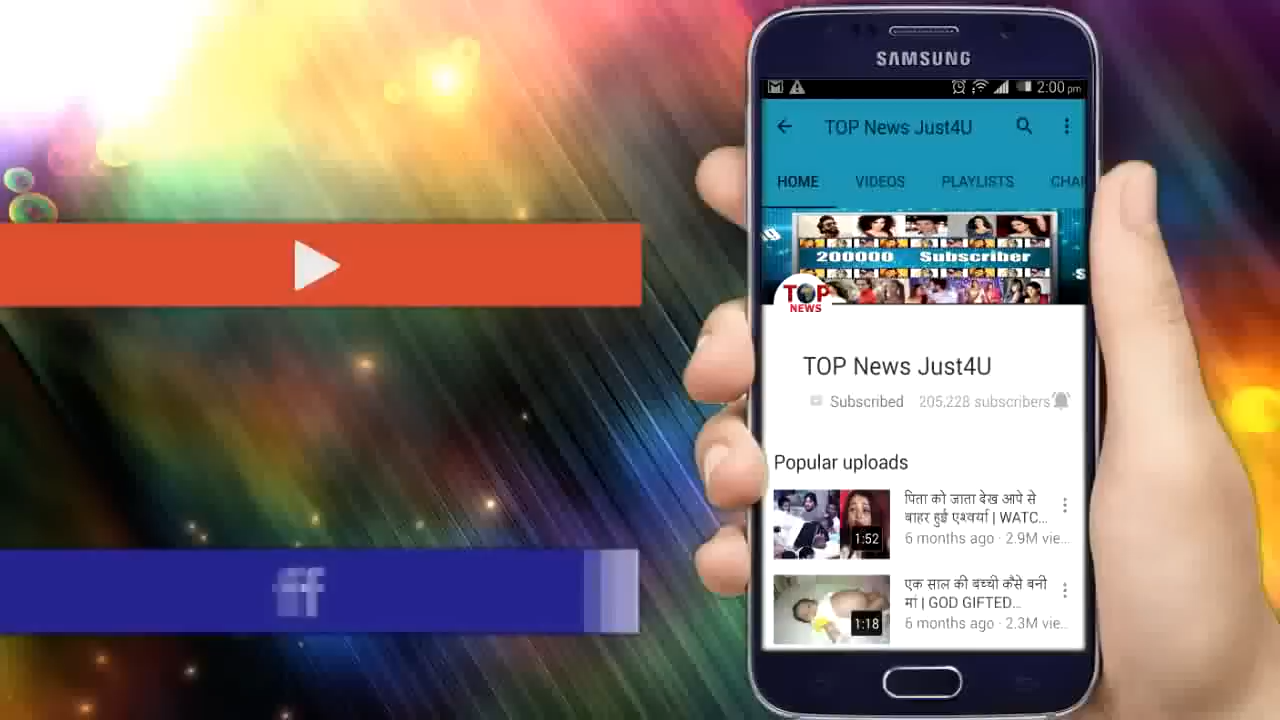 SAMSUNG
2:00 pm
TOP News Just4U
HOME VIDEOS PLAYLISTS CHA
200000 Subscriber
TOP
NEWS
TOP News Just4U
Subscribed 205,228 subscribers
Popular uploads
पिता को जाता देख आपे से
बाहर हुई एश्वर्या | WATC...
6 months ago · 2.9M vie...
1:52
एक साल की बच्ची कैसे बनी
मां | GOD GIFTED...
6 months ago · 2.3M vie...
1:18